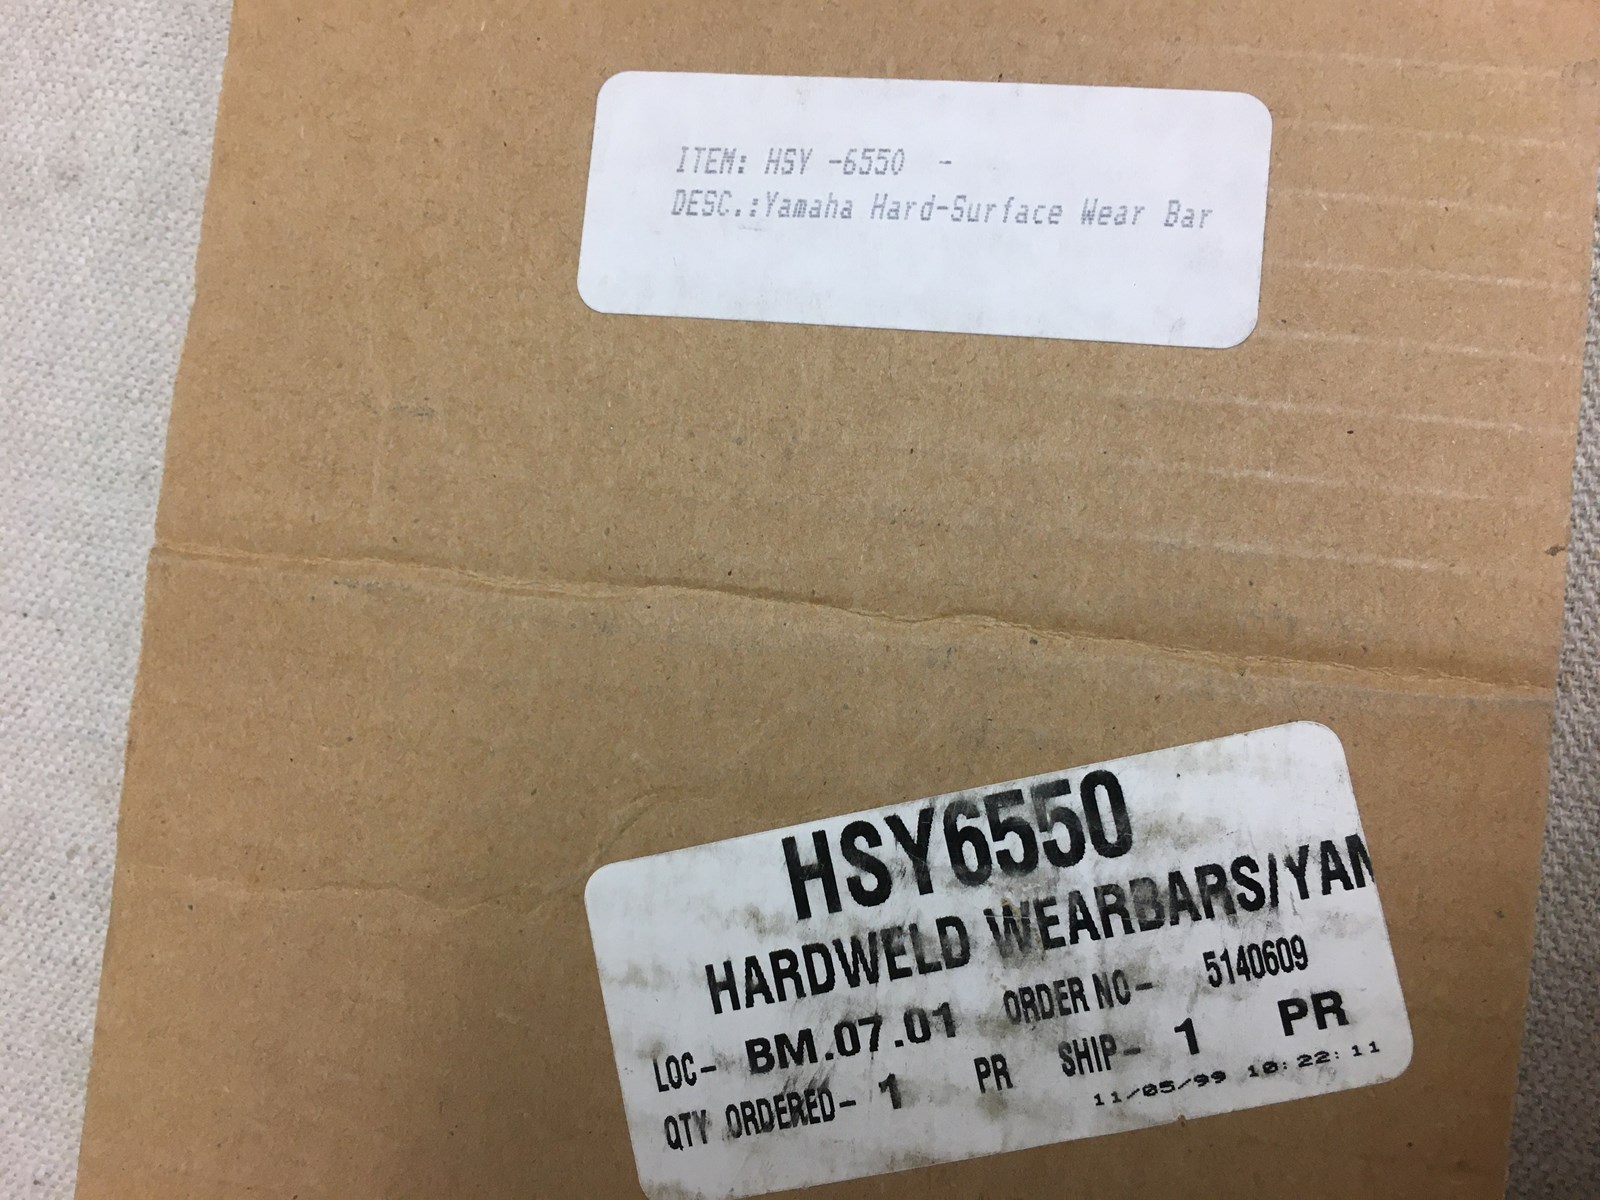 ITEM: HSY -6550 -
DESC.:Yamaha Hard-Surface Wear Bar
HSY6550
HARDWELD WEARBARS/YAM
LOC- BM.07.01 ORDER NO- 5140609
QTY ORDERED- 1 PR SHIP- 1 PR
11/05/99 10:22:11